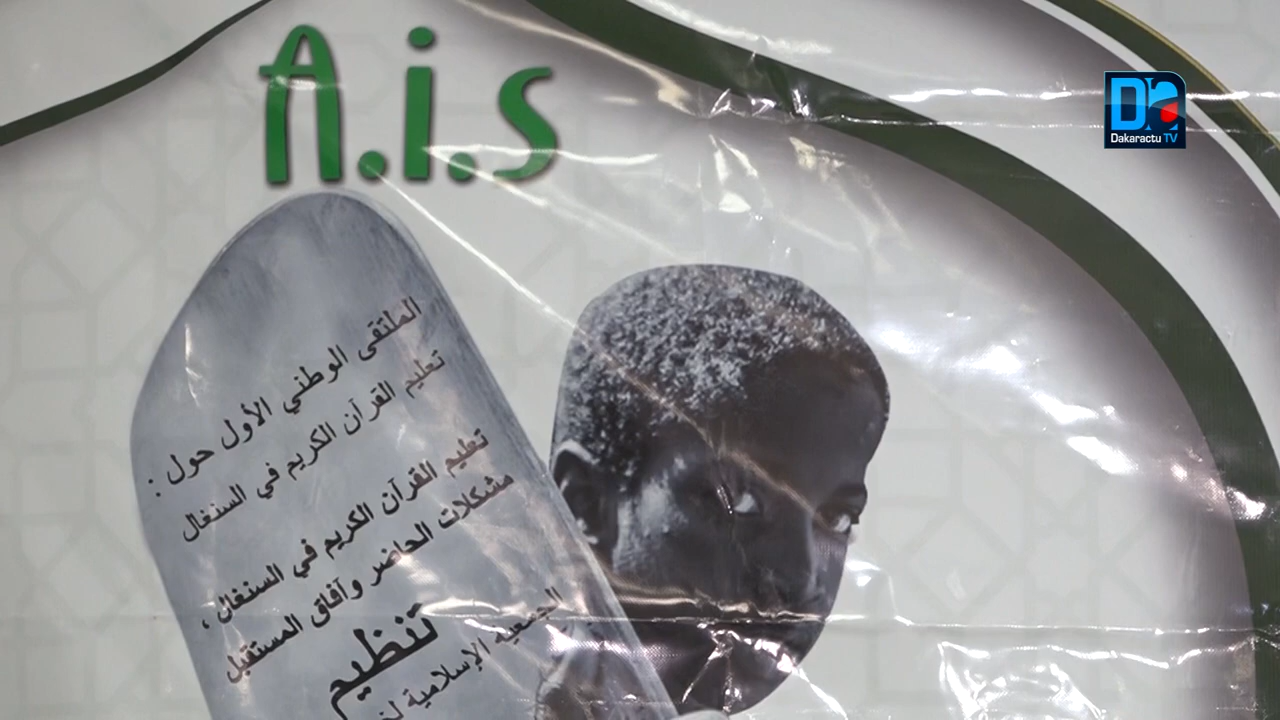 A.i.s
Dakaractu TV
الملتقى الوطني الأول حول :
تعليم القرآن الكريم في السنغال
تعليم القرآن الكريم في السنغال ،
مشكلات الحاضر وآفاق المستقبل
تنظيم
الجمعية الإسلامية